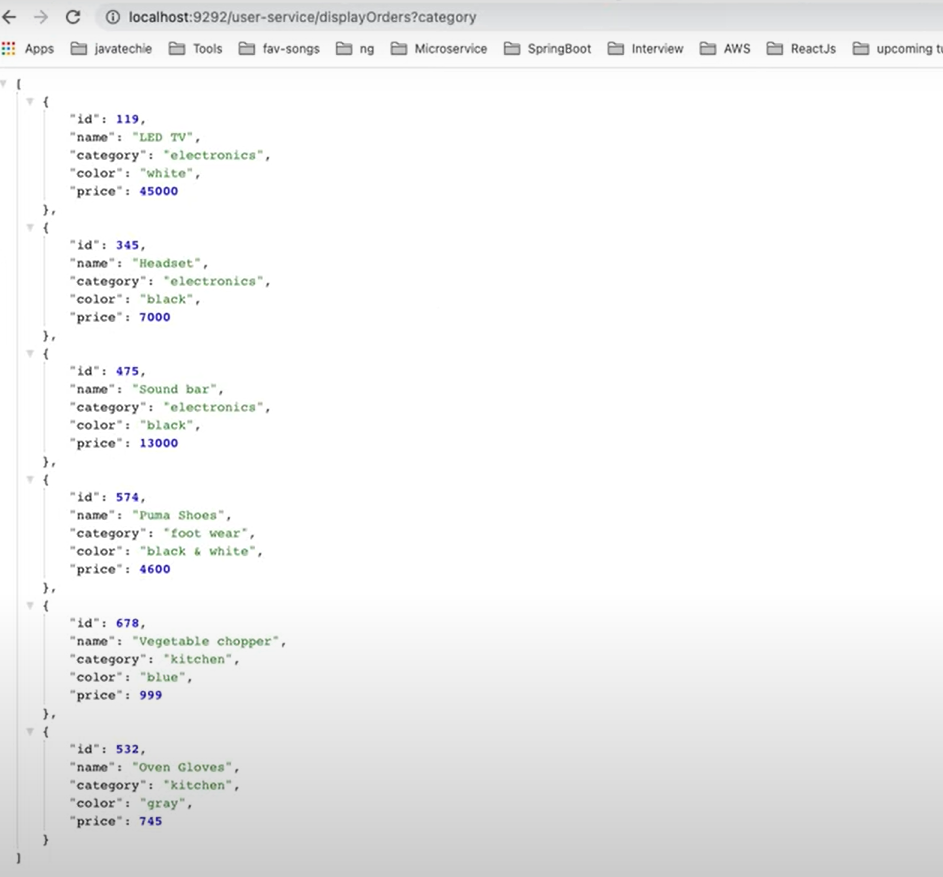 localhost:9292/user-service/displayOrders?category
Apps javatechie Tools fav-songs ng Microservice SpringBoot Interview AWS ReactJs upcoming
[
{
"id": 119,
"name": "LED TV",
"category": "electronics",
"color": "white",
"price": 45000
},
{
"id": 345,
"name": "Headset",
"category": "electronics",
"color": "black",
"price": 7000
},
{
"id": 475,
"name": "Sound bar",
"category": "electronics",
"color": "black",
"price": 13000
},
{
"id": 574,
"name": "Puma Shoes",
"category": "foot wear",
"color": "black & white",
"price": 4600
},
{
"id": 678,
"name": "Vegetable chopper",
"category": "kitchen",
"color": "blue",
"price": 999
},
{
"id": 532,
"name": "Oven Gloves",
"category": "kitchen",
"color": "gray",
"price": 745
}
]